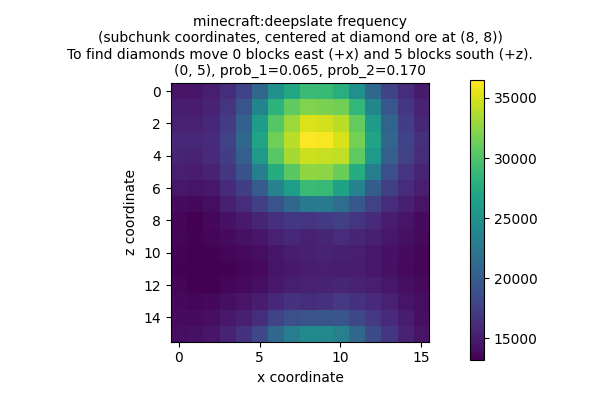 minecraft:deepslate frequency
(subchunk coordinates, centered at diamond ore at (8, 8))
To find diamonds move 0 blocks east (+x) and 5 blocks south (+z).
(0, 5), prob_1=0.065, prob_2=0.170
0
2
4
6
8
10
12
14
z coordinate
0
5
10
15
x coordinate
35000
30000
25000
20000
15000